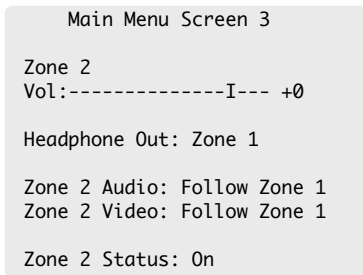 Main Menu Screen 3
Zone 2
Vol:--------------I--- +0
Headphone Out: Zone 1
Zone 2 Audio: Follow Zone 1
Zone 2 Video: Follow Zone 1
Zone 2 Status: On